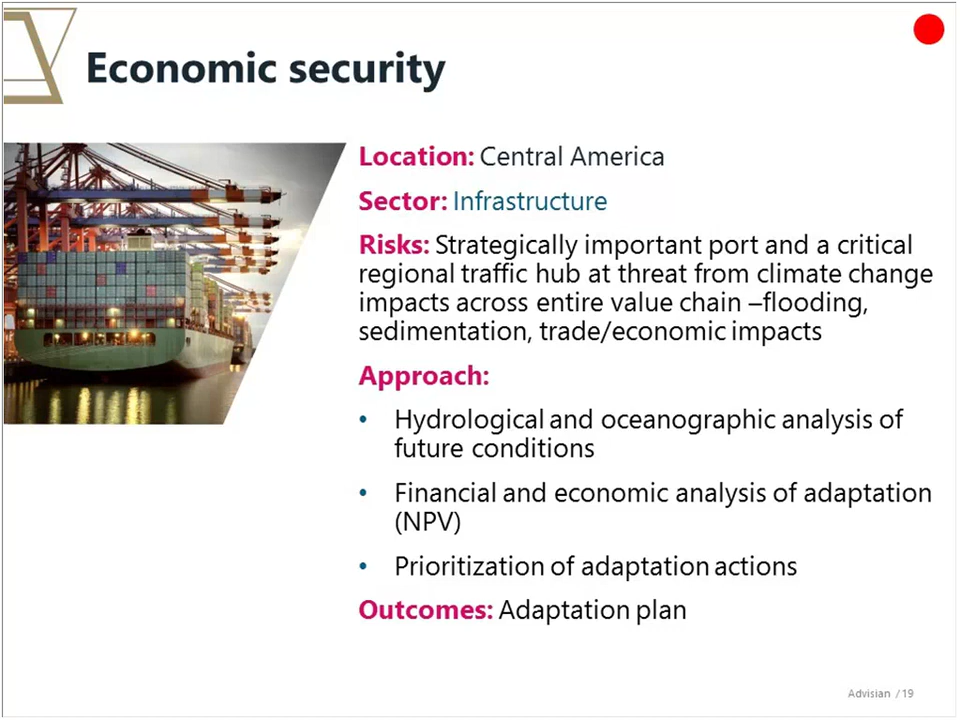 Economic security
Location: Central America
Sector: Infrastructure
Risks: Strategically important port and a critical
regional traffic hub at threat from climate change
impacts across entire value chain –flooding,
sedimentation, trade/economic impacts
Approach:
• Hydrological and oceanographic analysis of
future conditions
• Financial and economic analysis of adaptation
(NPV)
• Prioritization of adaptation actions
Outcomes: Adaptation plan
Advisian / 19